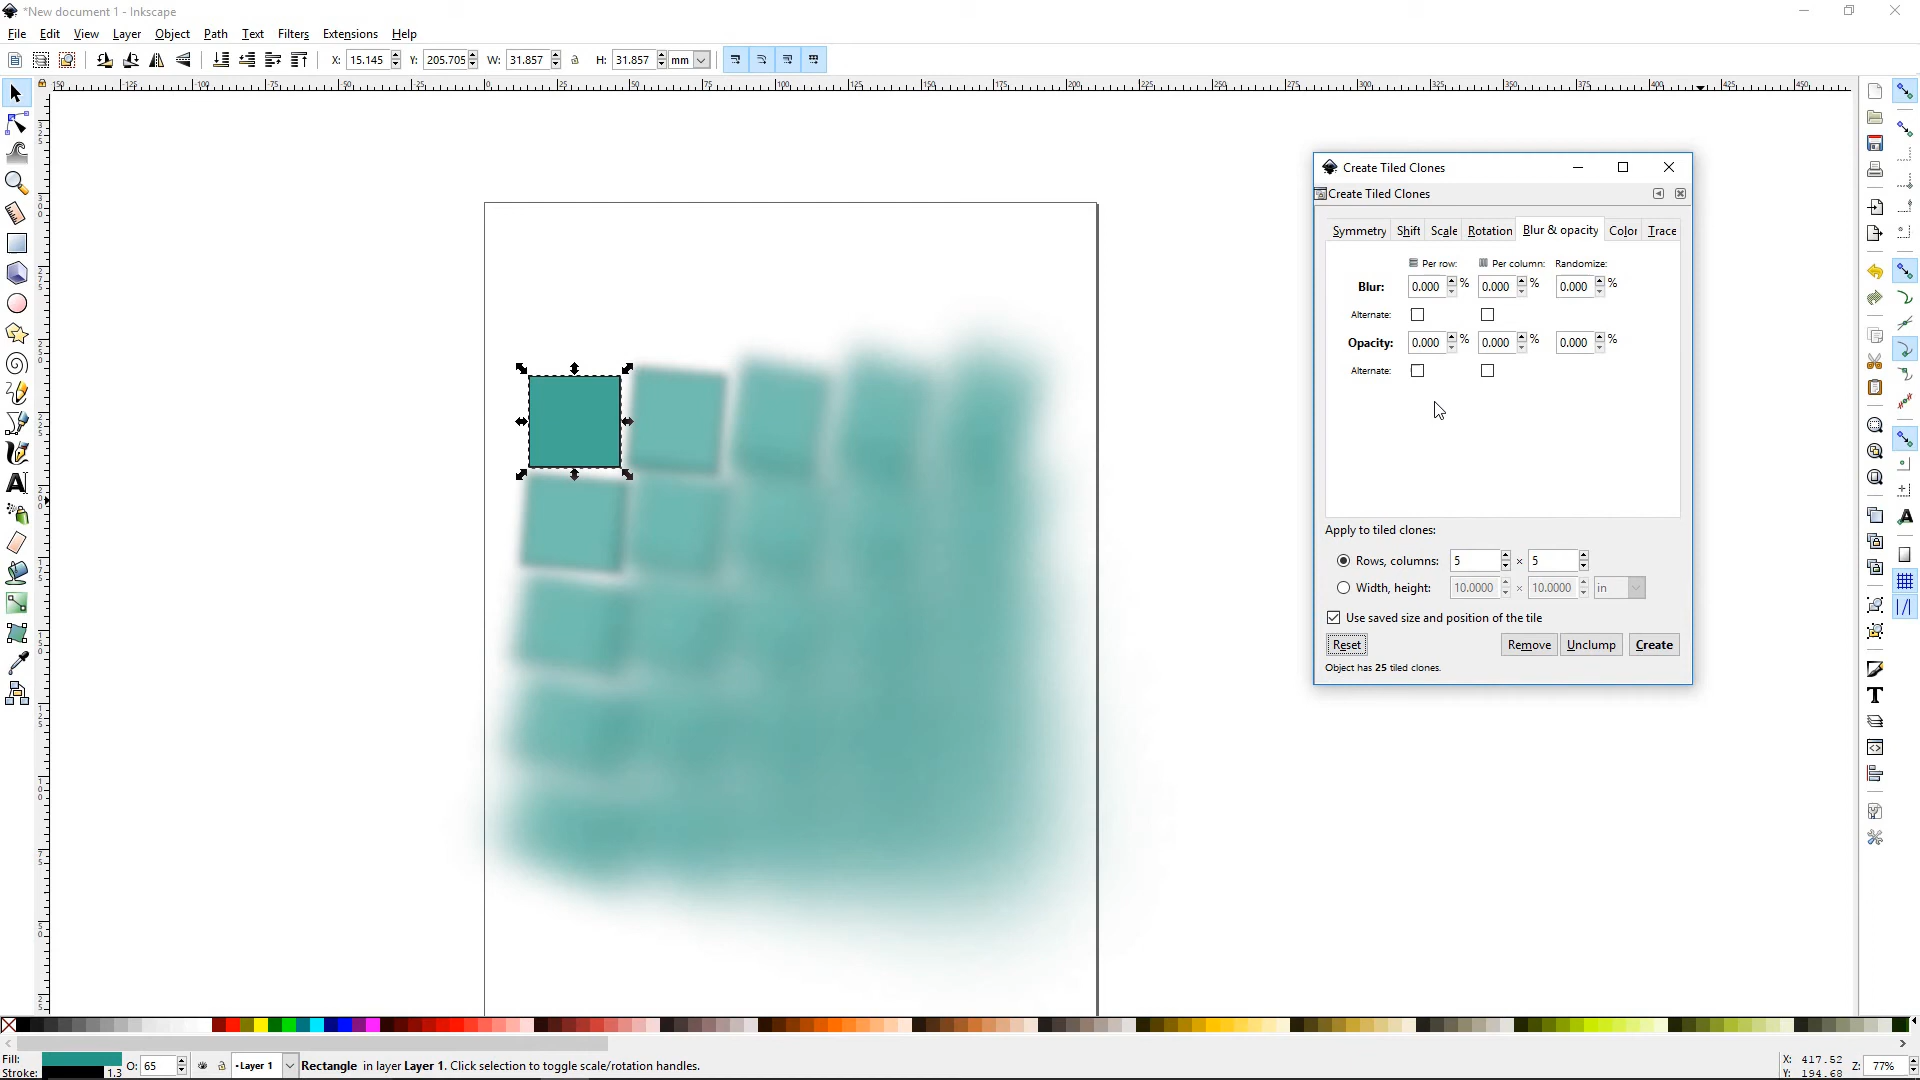 *New document 1 - Inkscape
File Edit View Layer Object Path Text Filters Extensions Help
X: 15.145 Y: 205.705 W: 31.857 H: 31.857 mm
Create Tiled Clones
Create Tiled Clones
Symmetry Shift Scale Rotation Blur & opacity Color Trace
Per row: Per column: Randomize:
Blur: 0.000 % 0.000 % 0.000 %
Alternate:
Opacity: 0.000 % 0.000 % 0.000 %
Alternate:
Apply to tiled clones:
Rows, columns: 5 × 5
Width, height: 10.0000 × 10.0000 in
Use saved size and position of the tile
Reset Remove Unclump Create
Object has 25 tiled clones.
Fill:
Stroke: 1.3 O: 65 •Layer 1 Rectangle in layer Layer 1. Click selection to toggle scale/rotation handles.
X: 417.52
Y: 194.68 Z: 77%